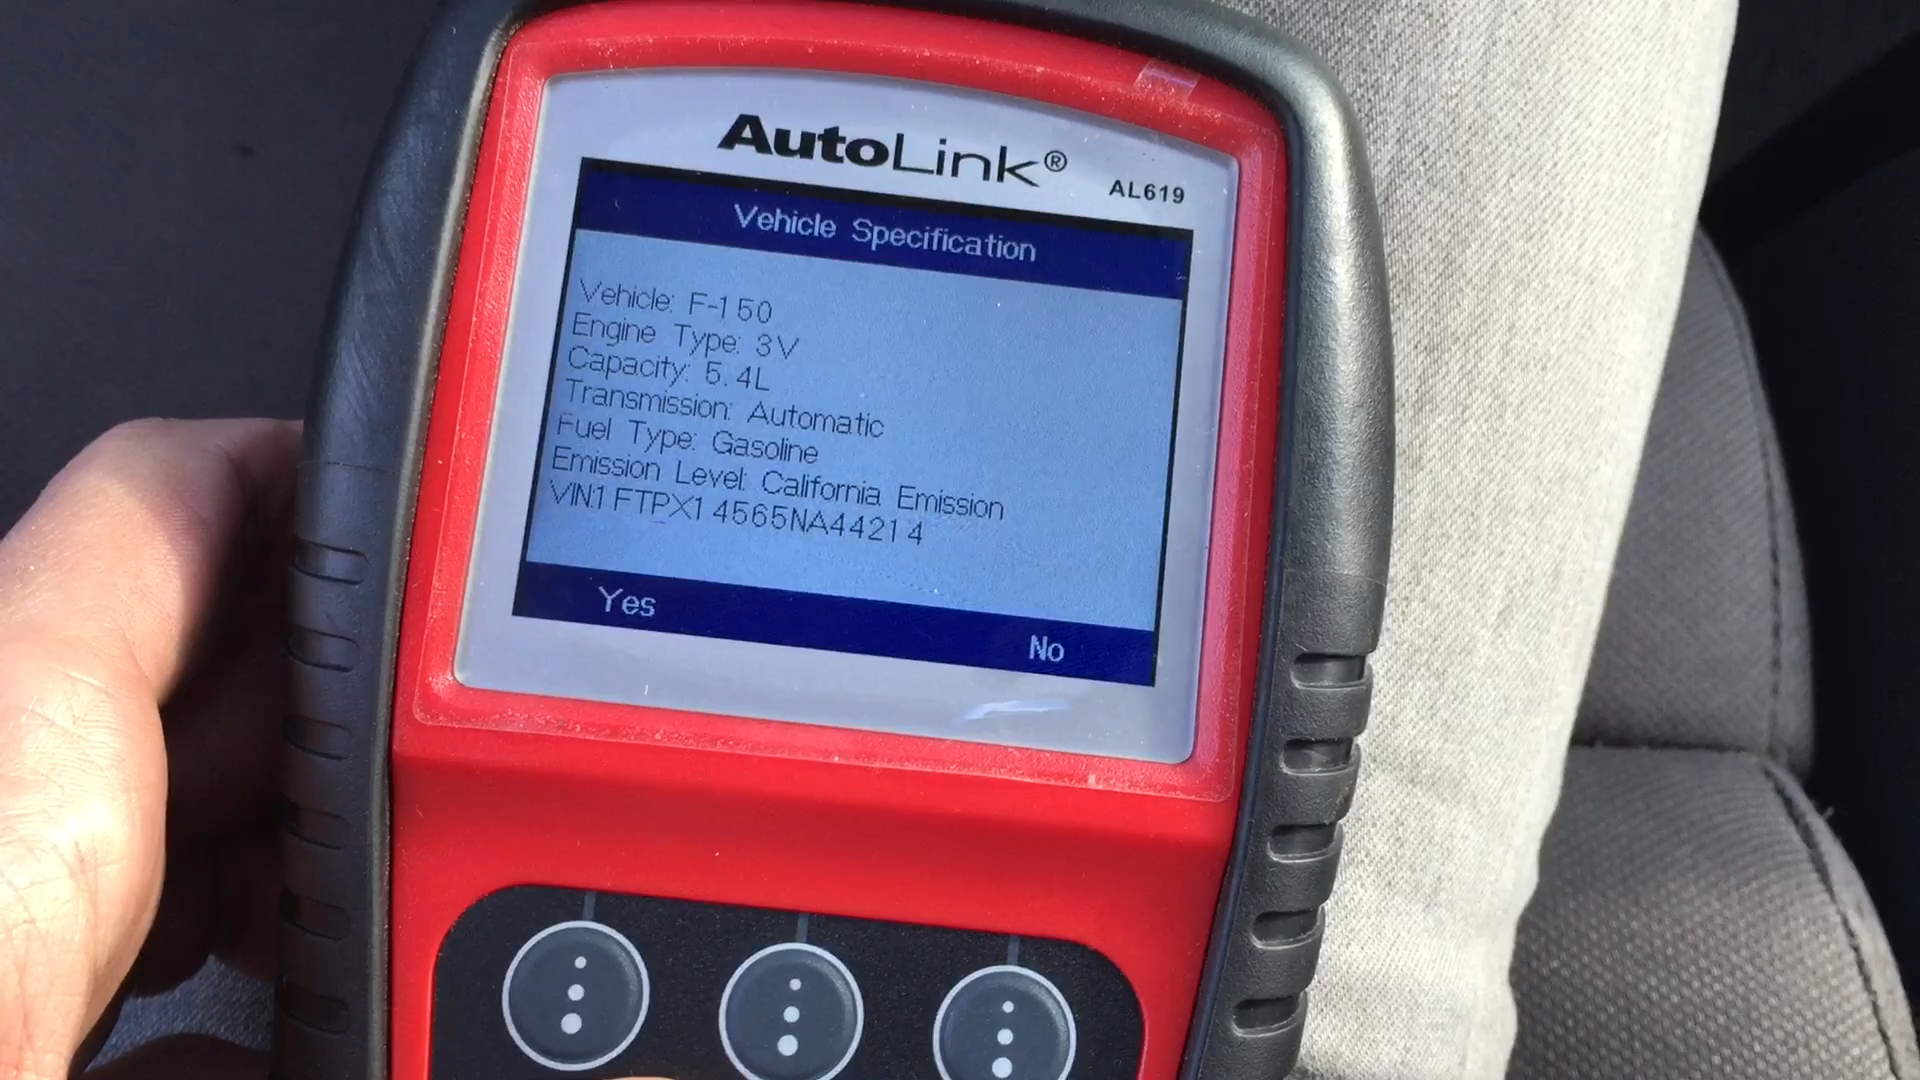 AutoLink®
AL619
Vehicle Specification
Vehicle: F-150
Engine Type: 3V
Capacity: 5.4L
Transmission: Automatic
Fuel Type: Gasoline
Emission Level: California Emission
VIN:1FTPX14565NA44214
Yes
No